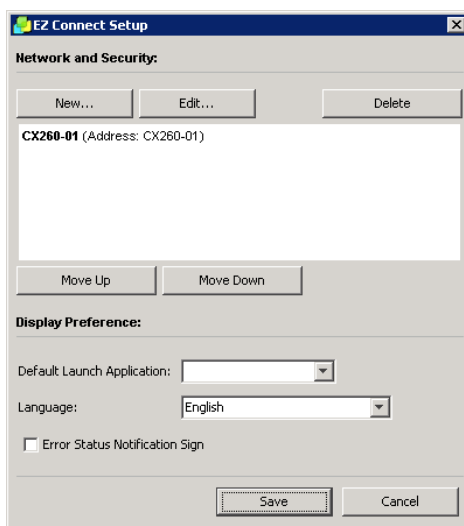 EZ Connect Setup
Network and Security:
New... Edit... Delete
CX260-01 (Address: CX260-01)
Move Up Move Down
Display Preference:
Default Launch Application:
Language: English
Error Status Notification Sign
Save Cancel